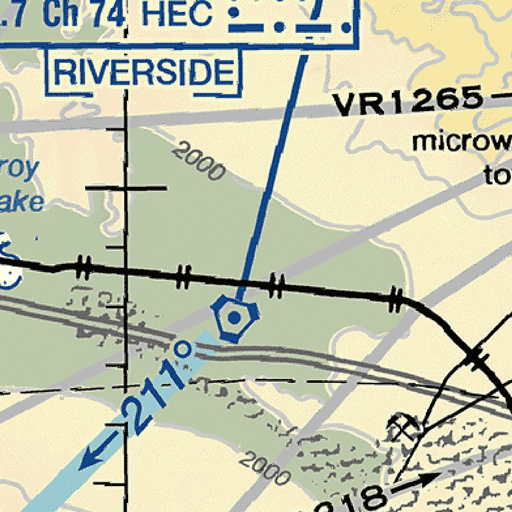 .7 Ch 74 HEC
RIVERSIDE
VR1265
microw
to
2000
roy
ake
211°
2000
218